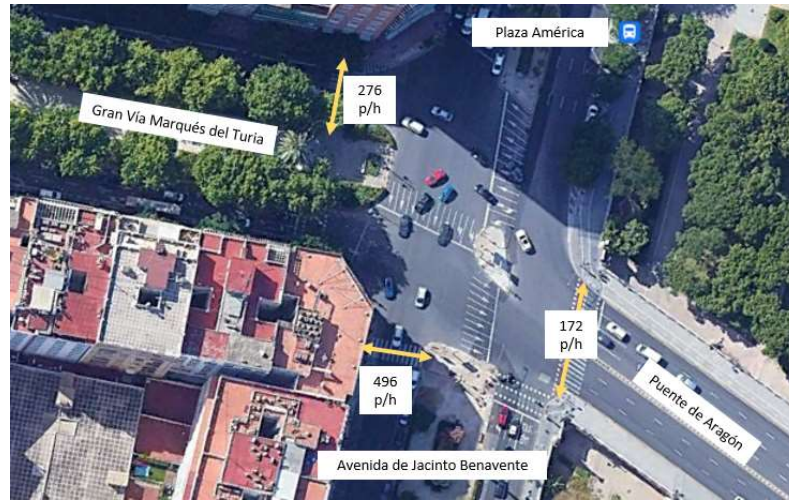 Plaza América
276
p/h
Gran Vía Marqués del Turia
172
p/h
496
p/h
Puente de Aragón
Avenida de Jacinto Benavente